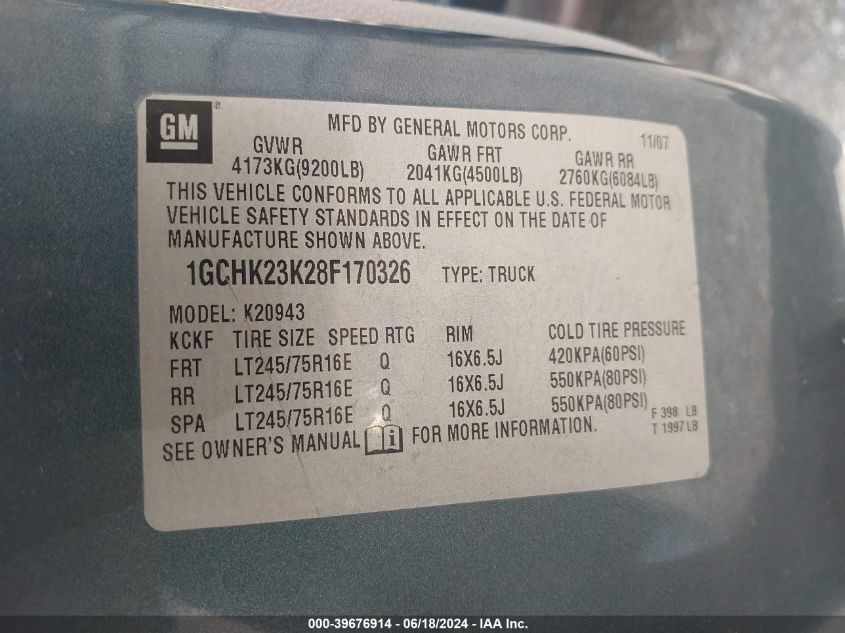 GM ®
MFD BY GENERAL MOTORS CORP. 11/07
GVWR GAWR FRT GAWR RR
4173KG(9200LB) 2041KG(4500LB) 2760KG(6084LB)
THIS VEHICLE CONFORMS TO ALL APPLICABLE U.S. FEDERAL MOTOR
VEHICLE SAFETY STANDARDS IN EFFECT ON THE DATE OF
MANUFACTURE SHOWN ABOVE.
1GCHK23K28F170326 TYPE: TRUCK
MODEL: K20943
KCKF TIRE SIZE SPEED RTG RIM COLD TIRE PRESSURE
FRT LT245/75R16E Q 16X6.5J 420KPA(60PSI)
RR LT245/75R16E Q 16X6.5J 550KPA(80PSI)
SPA LT245/75R16E Q 16X6.5J 550KPA(80PSI)
F 398 LB
T 1997 LB
SEE OWNER'S MANUAL i FOR MORE INFORMATION.
000-39676914 - 06/18/2024 - IAA Inc.